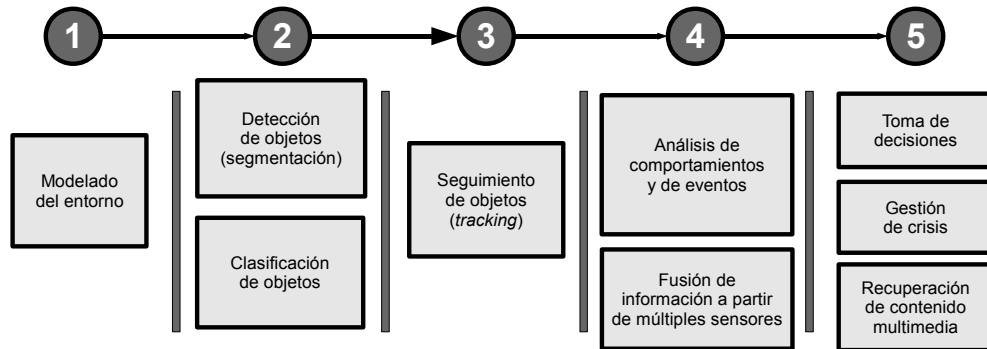 1
2
3
4
5
Modelado
del entorno
Detección
de objetos
(segmentación)
Clasificación
de objetos
Seguimiento
de objetos
(tracking)
Análisis de
comportamientos
y de eventos
Fusión de
información a partir
de múltiples sensores
Toma de
decisiones
Gestión
de crisis
Recuperación
de contenido
multimedia